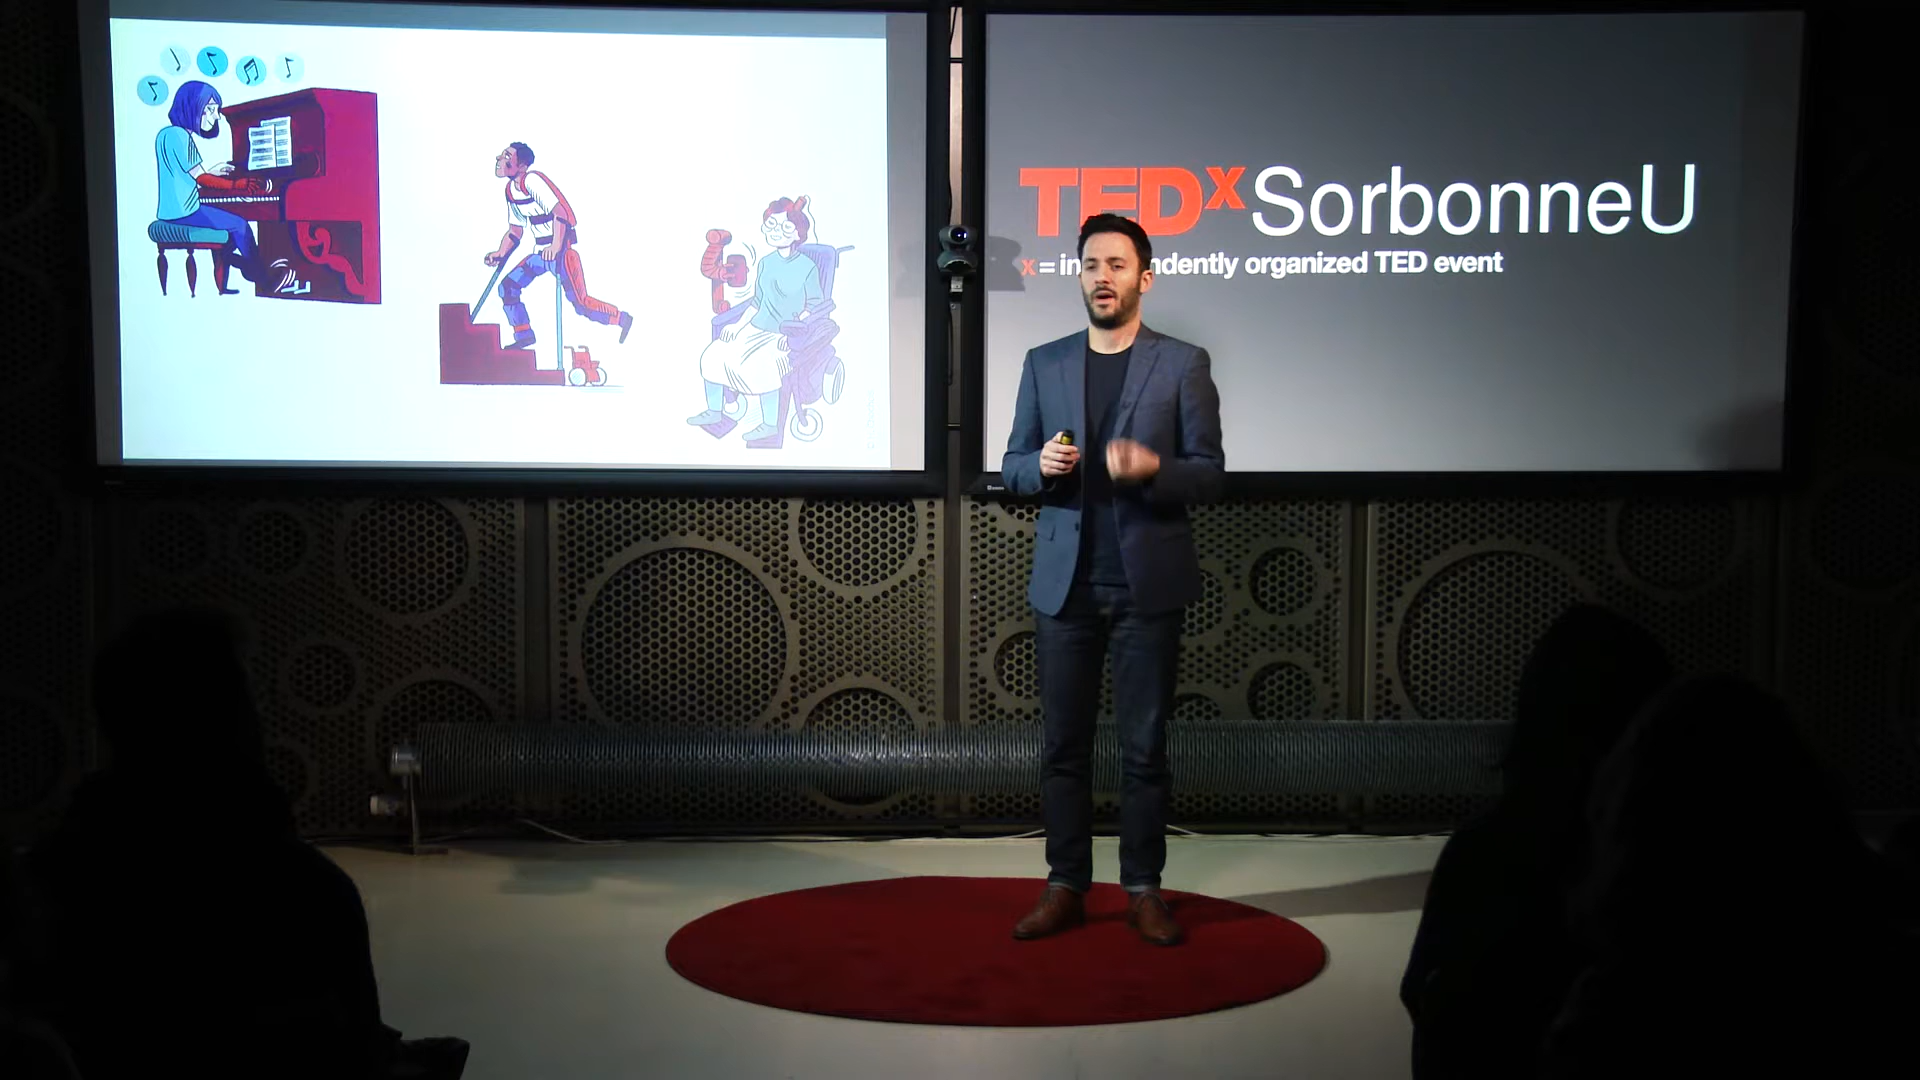 TEDxSorbonneU
x = in ndently organized TED event